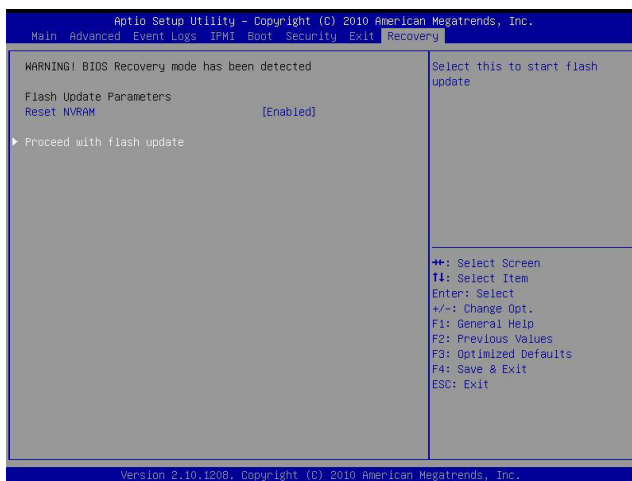 Aptio Setup Utility – Copyright (C) 2010 American Megatrends, Inc.
Main Advanced Event Logs IPMI Boot Security Exit Recovery
WARNING! BIOS Recovery mode has been detected
Flash Update Parameters
Reset NVRAM [Enabled]
Proceed with flash update
Select this to start flash
update
→←: Select Screen
↑↓: Select Item
Enter: Select
+/-: Change Opt.
F1: General Help
F2: Previous Values
F3: Optimized Defaults
F4: Save & Exit
ESC: Exit
Version 2.10.1208. Copyright (C) 2010 American Megatrends, Inc.